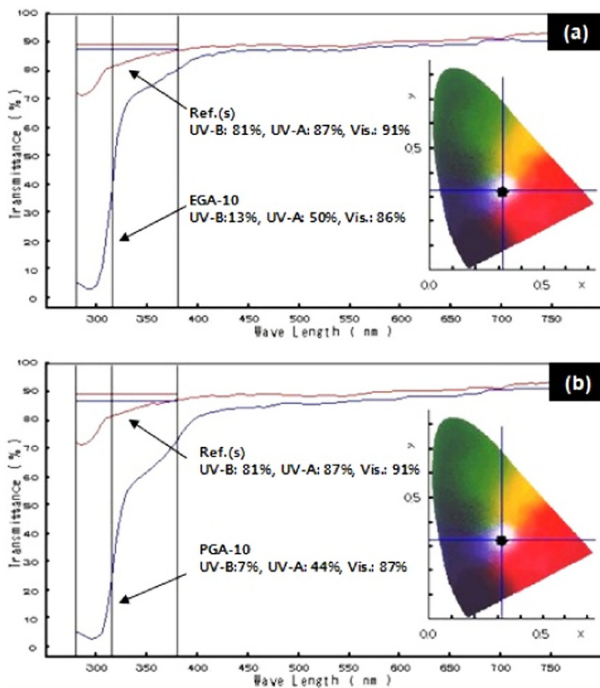 (a)
100
90
80
70
60
50
40
30
20
10
0
Transmittance (%)
Ref.(s)
UV-B: 81%, UV-A: 87%, Vis.: 91%
EGA-10
UV-B:13%, UV-A: 50%, Vis.: 86%
y
0.5
0.0 0.5 x
300 350 400 450 500 550 600 650 700 750
Wave Length ( nm )
(b)
100
90
80
70
60
50
40
30
20
10
0
Transmittance (%)
Ref.(s)
UV-B: 81%, UV-A: 87%, Vis.: 91%
PGA-10
UV-B:7%, UV-A: 44%, Vis.: 87%
y
0.5
0.0 0.5 x
300 350 400 450 500 550 600 650 700 750
Wave Length ( nm )